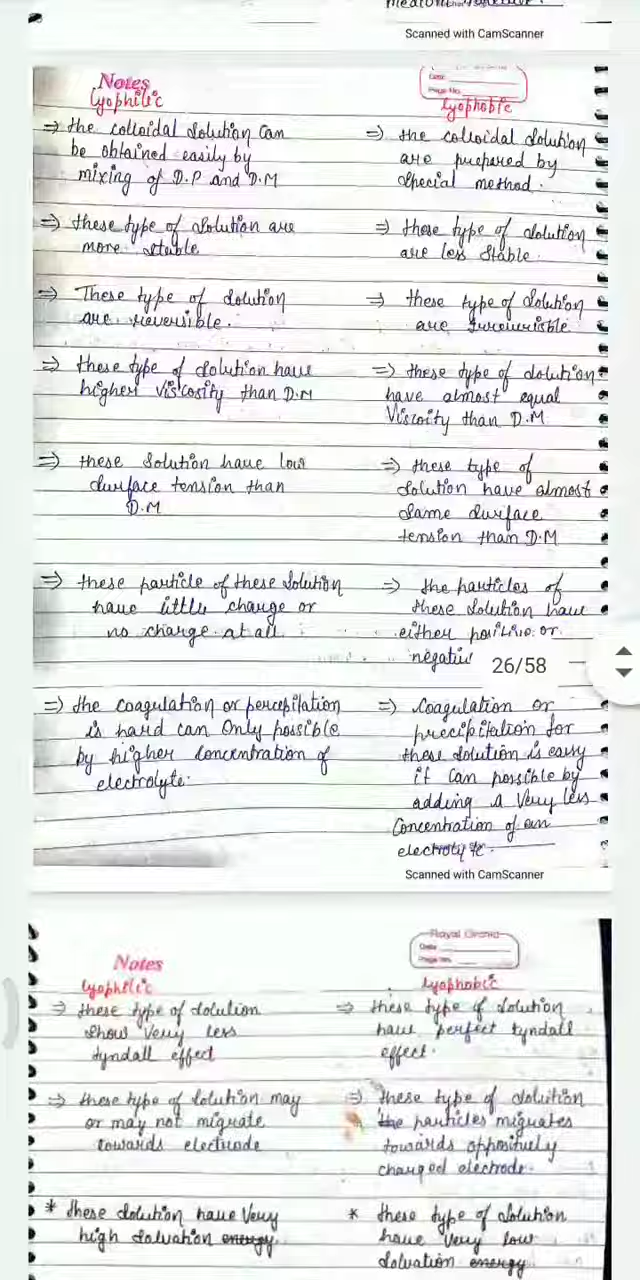 Scanned with CamScanner
Notes
Date
Page No.
lyophilic
lyophobic
⇒ the colloidal solution can
be obtained easily by
mixing of D.P and D.M
⇒ the colloidal solution
are prepared by
special method.
⇒ these type of solution are
more stable
⇒ these type of solution
are less stable.
⇒ These type of solution
are reversible.
⇒ these type of solution
are
⇒ these type of solution have
higher viscosity than D.M
⇒ these type of solution
have almost equal
Viscoity than D.M
⇒ these solution have low
surface tension than
D.M
⇒ these type of
solution have almost
same surface
tension than D.M
⇒ these particle of these solution
have little charge or
no charge at all
⇒ the particles of
these solution have
either positive or
negative
26/58
⇒ the coagulation or percepitation
is hard can only possible
by higher concentration of
electrolyte.
⇒ Coagulation or
precipitation for
these solution is easy
it can possible by
adding a very less
Concentration of an
electrolyte.
Scanned with CamScanner
Notes
Royal Grand
Date
Page No.
lyophilic
lyophobic
⇒ these type of solution
show very less
tyndall effect
⇒ these type of solution
have perfect tyndall
effect.
⇒ these type of solution may
or may not migrate
towards electrode
⇒ these type of solution
the particles migrates
towards oppositely
charged electrode.
* these solution have very
high solvation energy
* these type of solution
have very low
solvation energy